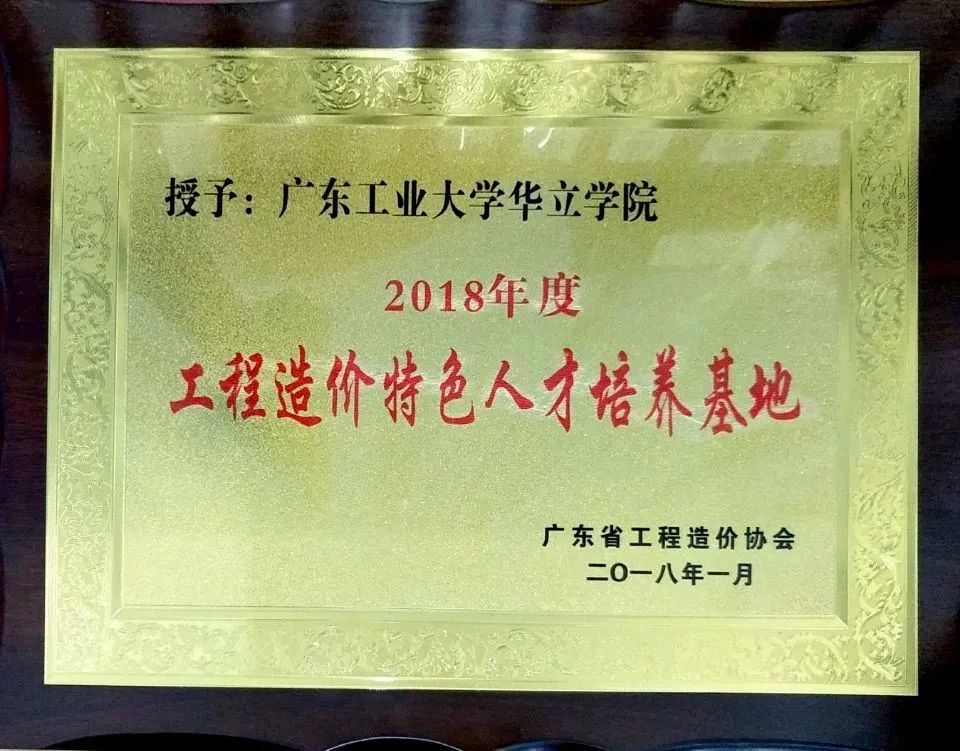 授予：广东工业大学华立学院
2018年度
工程造价特色人才培养基地
广东省工程造价协会
二〇一八年一月